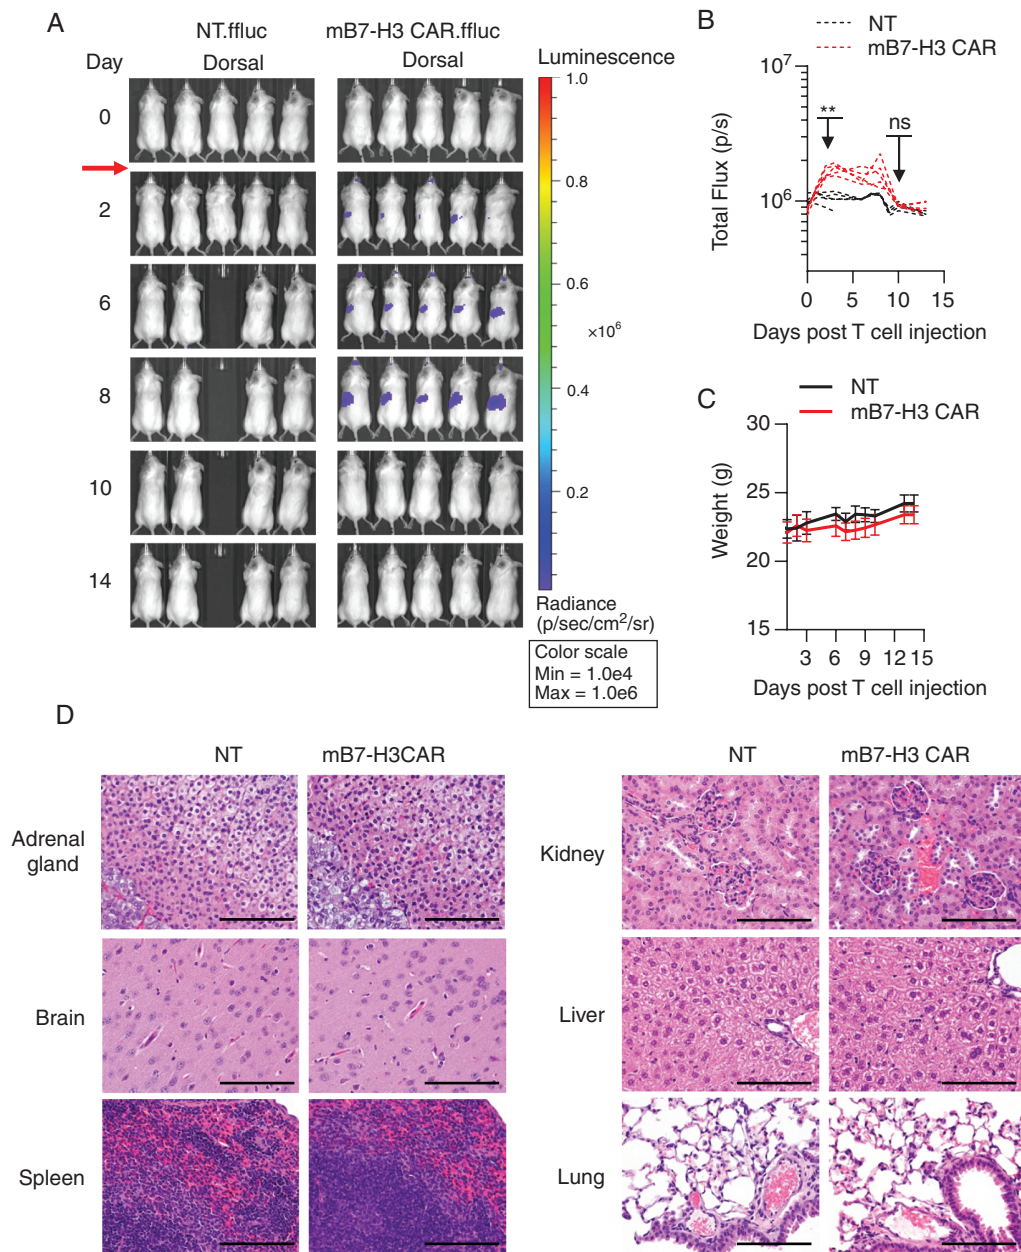 A
NT.ffluc
mB7-H3 CAR.ffluc
Day
Dorsal
Dorsal
Luminescence
0
2
6
8
10
14
1.0
0.8
0.6
×10⁶
0.4
0.2
Radiance
(p/sec/cm²/sr)
Color scale
Min = 1.0e4
Max = 1.0e6
B
NT
mB7-H3 CAR
10⁷
**
ns
10⁶
Total Flux (p/s)
0 5 10 15
Days post T cell injection
C
NT
mB7-H3 CAR
30
25
20
15
Weight (g)
3 6 9 12 15
Days post T cell injection
D
NT
mB7-H3CAR
Adrenal
gland
Brain
Spleen
NT
mB7-H3 CAR
Kidney
Liver
Lung